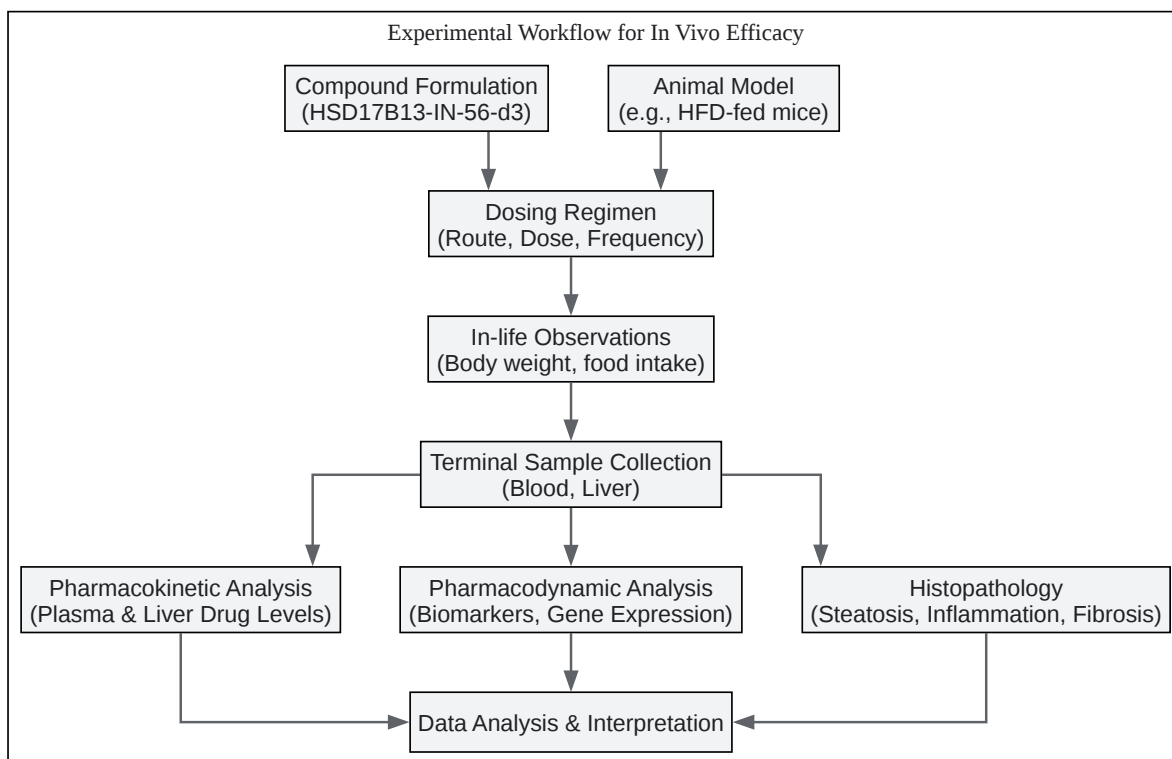 Experimental Workflow for In Vivo Efficacy
Compound Formulation
(HSD17B13-IN-56-d3)
Animal Model
(e.g., HFD-fed mice)
Dosing Regimen
(Route, Dose, Frequency)
In-life Observations
(Body weight, food intake)
Terminal Sample Collection
(Blood, Liver)
Pharmacokinetic Analysis
(Plasma & Liver Drug Levels)
Pharmacodynamic Analysis
(Biomarkers, Gene Expression)
Histopathology
(Steatosis, Inflammation, Fibrosis)
Data Analysis & Interpretation